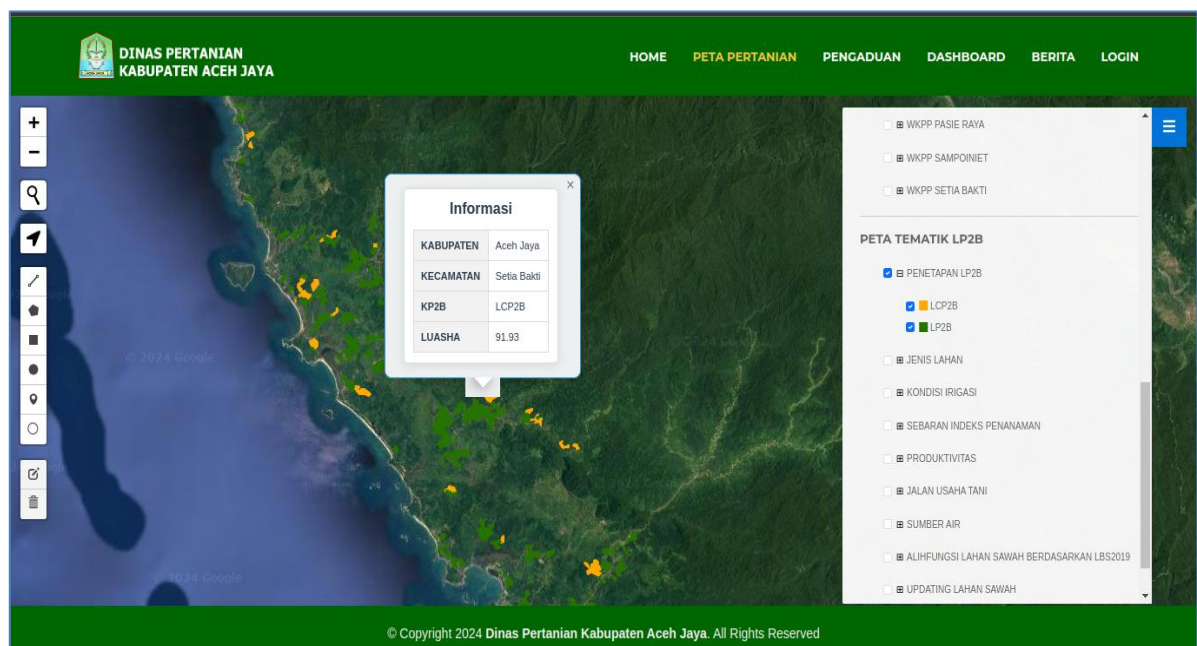 DINAS PERTANIAN
KABUPATEN ACEH JAYA
HOME PETA PERTANIAN PENGADUAN DASHBOARD BERITA LOGIN
+
−
Informasi
x
KABUPATEN Aceh Jaya
KECAMATAN Setia Bakti
KP2B LCP2B
LUASHA 91.93
WKPP PASIE RAYA
WKPP SAMPOINIET
WKPP SETIA BAKTI
PETA TEMATIK LP2B
PENETAPAN LP2B
LCP2B
LP2B
JENIS LAHAN
KONDISI IRIGASI
SEBARAN INDEKS PENANAMAN
PRODUKTIVITAS
JALAN USAHA TANI
SUMBER AIR
ALIHFUNGSI LAHAN SAWAH BERDASARKAN LBS2019
UPDATING LAHAN SAWAH
© 2024 Google
© 2024 Google
© Copyright 2024 Dinas Pertanian Kabupaten Aceh Jaya. All Rights Reserved